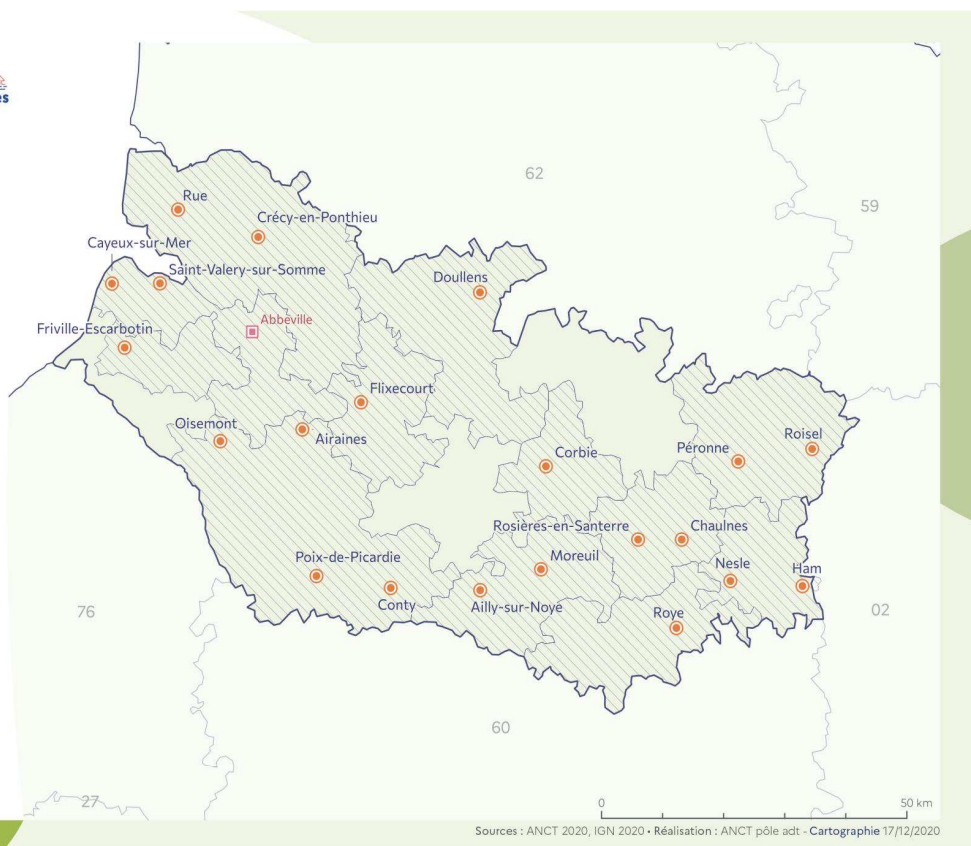 es
62
59
Rue
Crécy-en-Ponthieu
Cayeux-sur-Mer
Saint-Valery-sur-Somme
Doullens
Friville-Escarbotin
Abbeville
Flixecourt
Oisemont
Airaines
Corbie
Péronne
Roisel
Rosières-en-Santerre
Chaulnes
Poix-de-Picardie
Moreuil
Nesle
Ham
Conty
Ailly-sur-Noye
Roye
76
02
60
27
0
50 km
Sources : ANCT 2020, IGN 2020 • Réalisation : ANCT pôle adt - Cartographie 17/12/2020